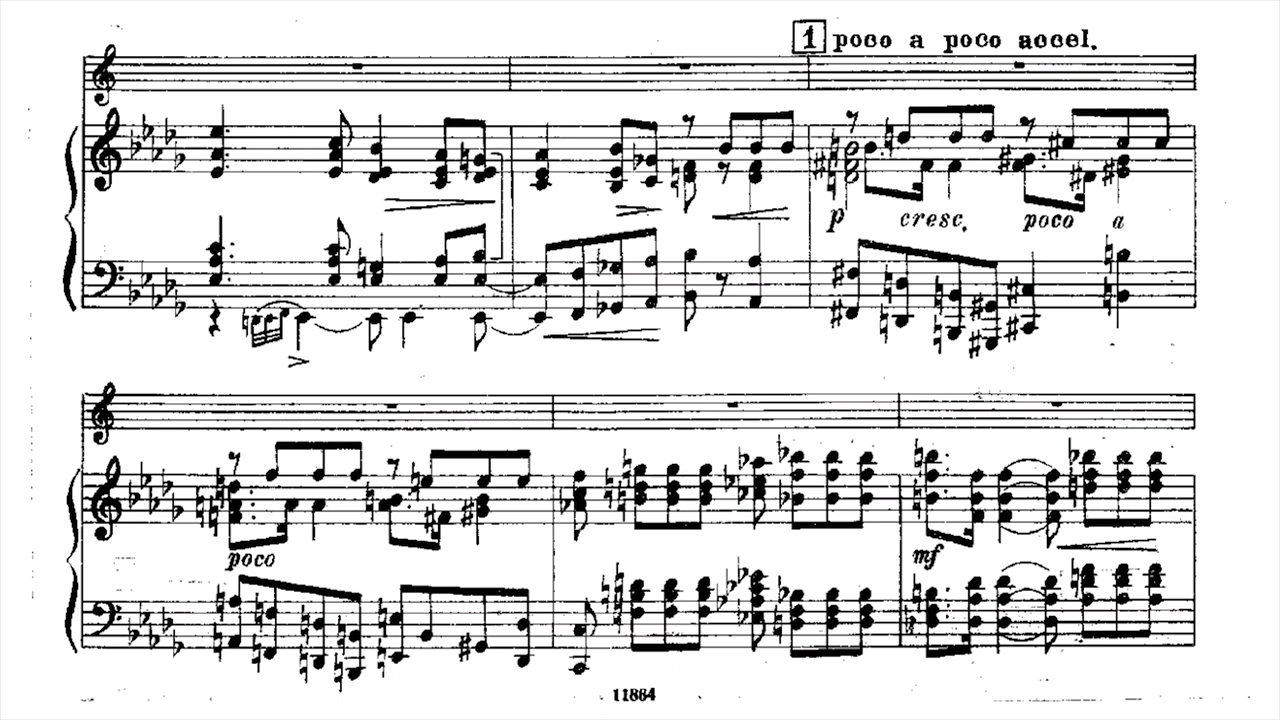 1 poco a poco accel.
p cresc. poco a
poco
mf
11864